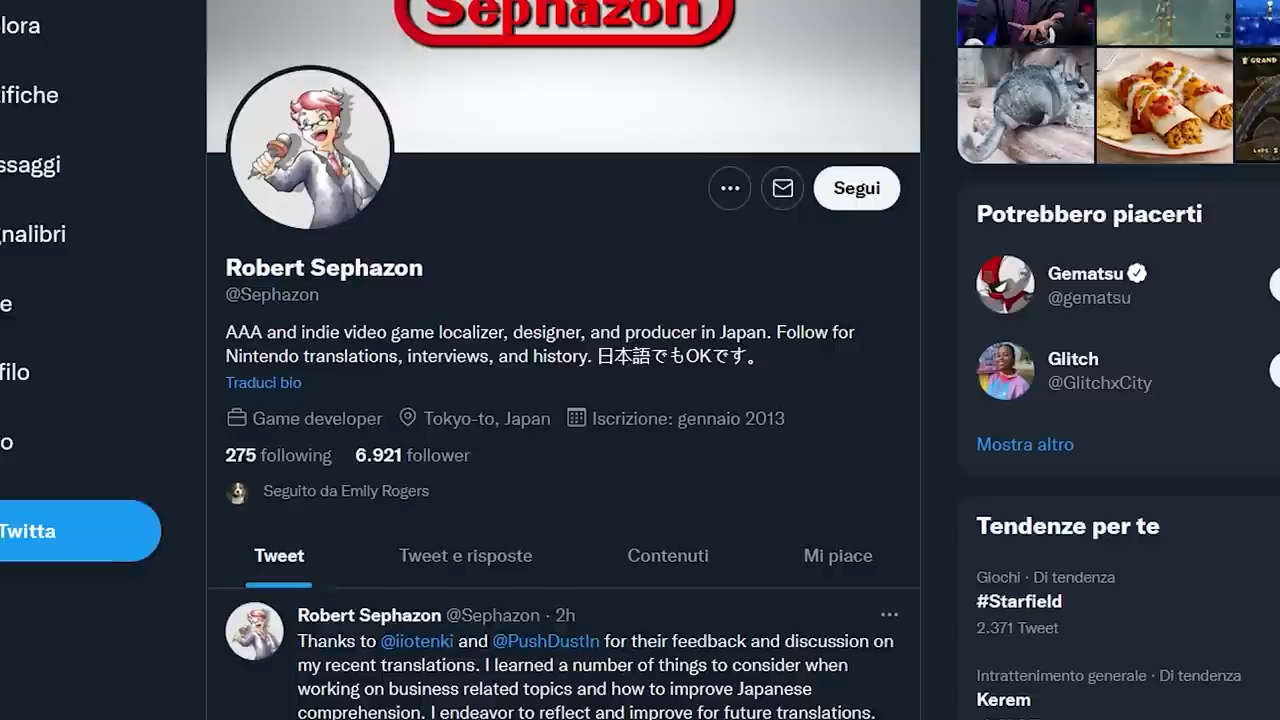 Sephazon
lora
ifiche
ssaggi
gnalibri
e
filo
o
Twitta
Segui
Robert Sephazon
@Sephazon
AAA and indie video game localizer, designer, and producer in Japan. Follow for
Nintendo translations, interviews, and history. 日本語でもOKです。
Traduci bio
Game developer Tokyo-to, Japan Iscrizione: gennaio 2013
275 following 6.921 follower
Seguito da Emily Rogers
Tweet Tweet e risposte Contenuti Mi piace
Robert Sephazon @Sephazon · 2h
Thanks to @iiotenki and @PushDustIn for their feedback and discussion on
my recent translations. I learned a number of things to consider when
working on business related topics and how to improve Japanese
comprehension. I endeavor to reflect and improve for future translations.
GRAND
Potrebbero piacerti
Gematsu
@gematsu
Glitch
@GlitchxCity
Mostra altro
Tendenze per te
Giochi · Di tendenza
#Starfield
2.371 Tweet
Intrattenimento generale · Di tendenza
Kerem